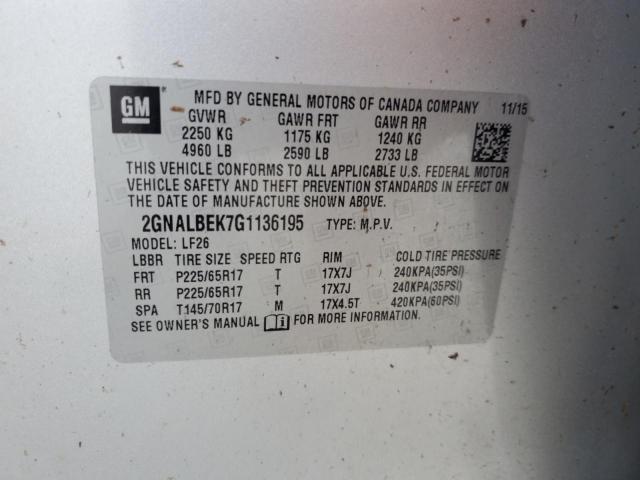 GM MFD BY GENERAL MOTORS OF CANADA COMPANY 11/15
GVWR GAWR FRT GAWR RR
2250 KG 1175 KG 1240 KG
4960 LB 2590 LB 2733 LB
THIS VEHICLE CONFORMS TO ALL APPLICABLE U.S. FEDERAL MOTOR
VEHICLE SAFETY AND THEFT PREVENTION STANDARDS IN EFFECT ON
THE DATE OF MANUFACTURE SHOWN ABOVE.
2GNALBEK7G1136195 TYPE: M.P.V.
MODEL: LF26
LBBR TIRE SIZE SPEED RTG RIM COLD TIRE PRESSURE
FRT P225/65R17 T 17X7J 240KPA(35PSI)
RR P225/65R17 T 17X7J 240KPA(35PSI)
SPA T145/70R17 M 17X4.5T 420KPA(60PSI)
SEE OWNER'S MANUAL FOR MORE INFORMATION.